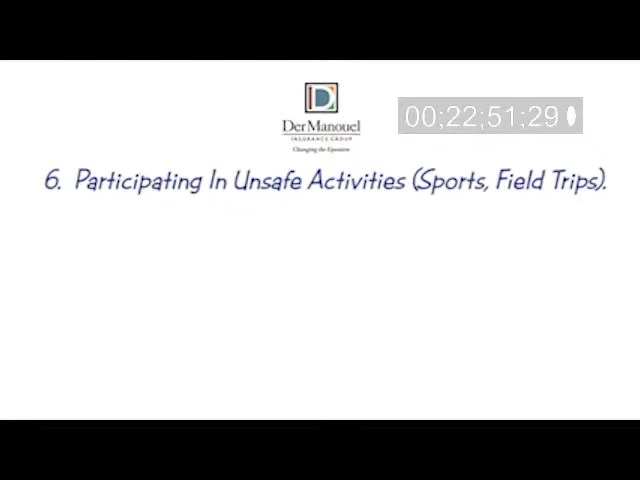 DerManouel
INSURANCE GROUP
Changing the Equation
00;22;51;29
6. Participating In Unsafe Activities (Sports, Field Trips).